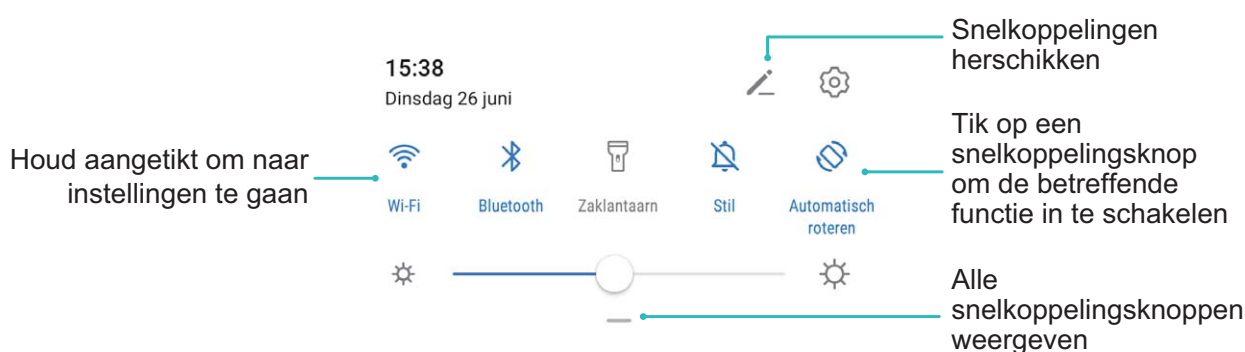 Snelkoppelingen
herschikken
15:38
Dinsdag 26 juni
Houd aangetikt om naar
instellingen te gaan
Tik op een
snelkoppelingsknop
om de betreffende
functie in te schakelen
Wi-Fi Bluetooth Zaklantaarn Stil Automatisch
roteren
Alle
snelkoppelingsknoppen
weergeven